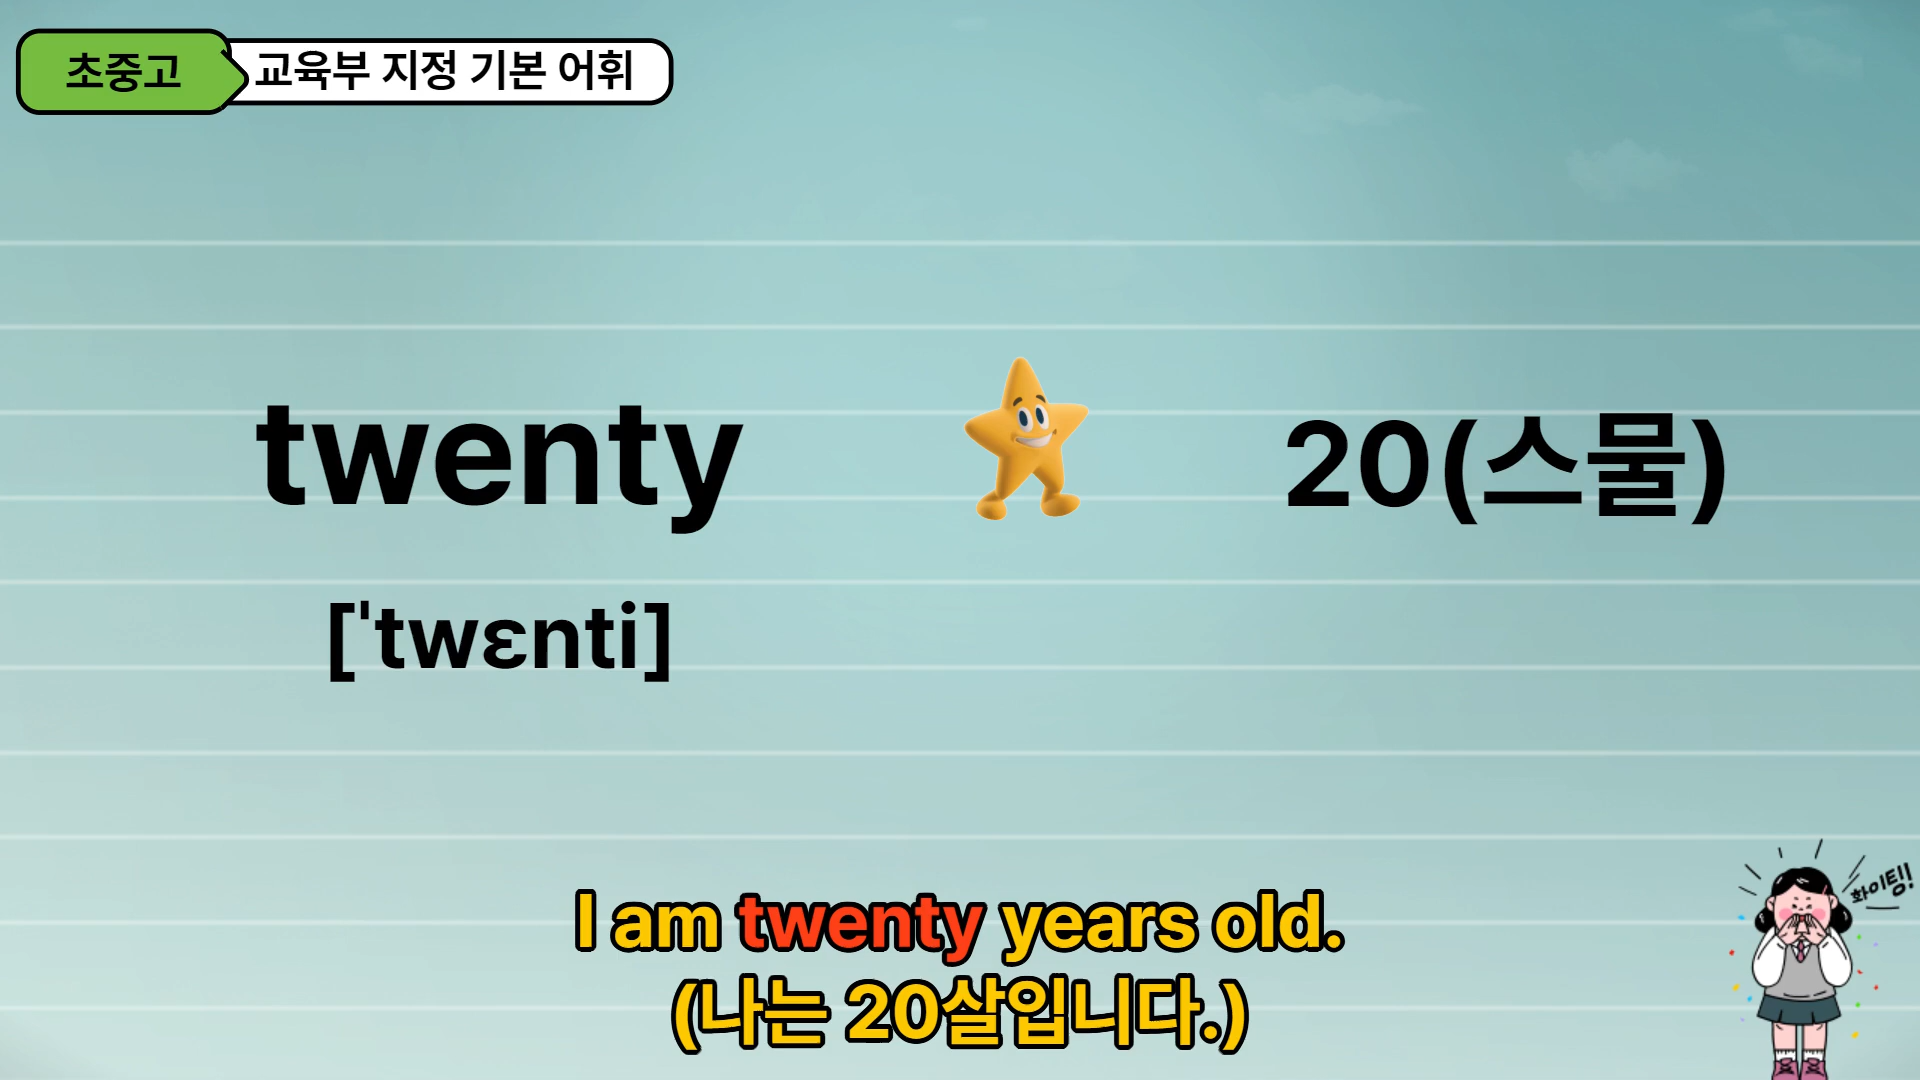 초중고 교육부 지정 기본 어휘
twenty 20(스물)
[ˈtwɛnti]
화이팅!!
I am twenty years old.
(나는 20살입니다.)